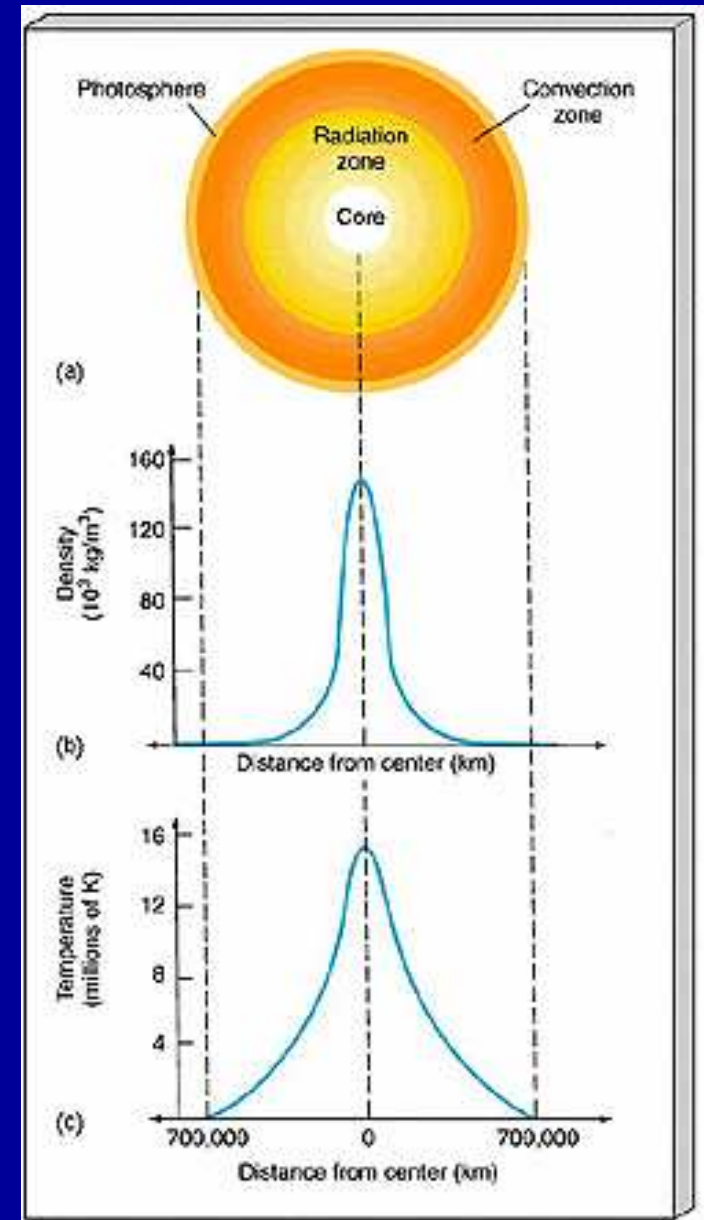 Photosphere
Convection
zone
Radiation
zone
Core
(a)
160
120
80
40
Density
(10³ kg/m³)
(b)
Distance from center (km)
16
12
8
4
Temperature
(millions of K)
(c)
700,000
0
700,000
Distance from center (km)